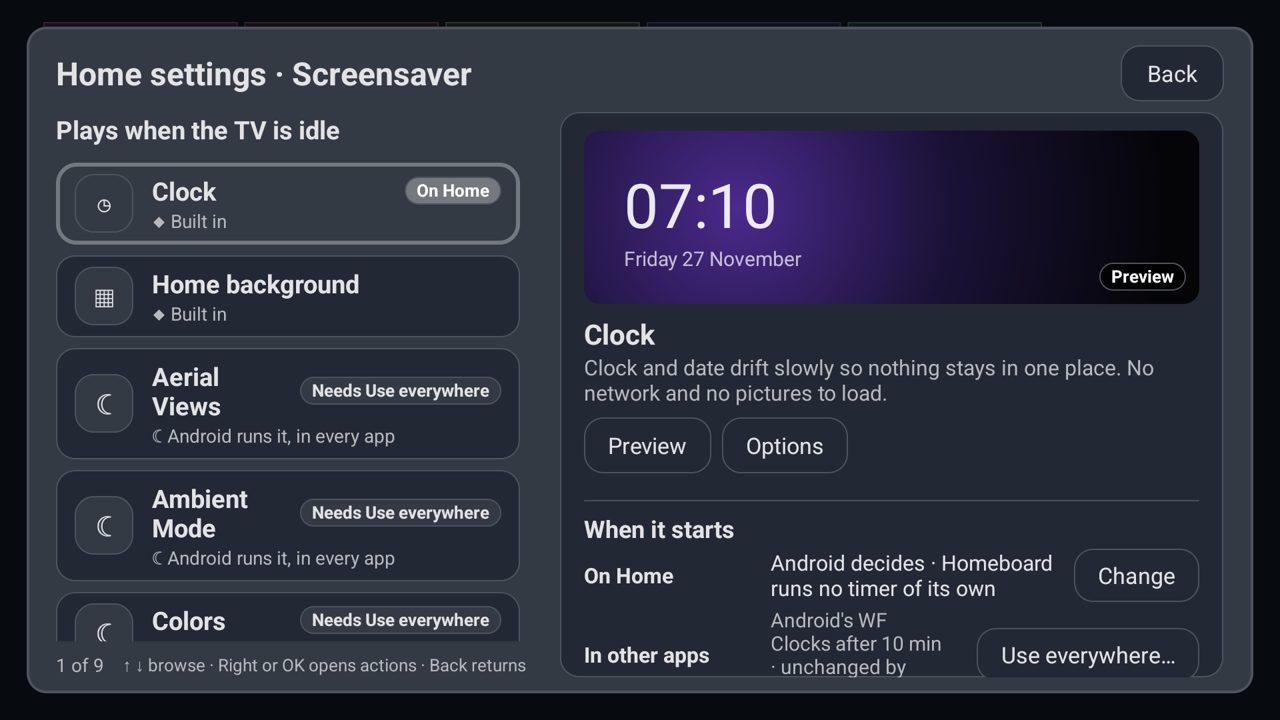 Home settings · Screensaver
Back
Plays when the TV is idle
Clock
On Home
◆ Built in
Home background
◆ Built in
Aerial
Views
Needs Use everywhere
☾ Android runs it, in every app
Ambient
Mode
Needs Use everywhere
☾ Android runs it, in every app
Colors
Needs Use everywhere
1 of 9
↑ ↓ browse · Right or OK opens actions · Back returns
07:10
Friday 27 November
Preview
Clock
Clock and date drift slowly so nothing stays in one place. No
network and no pictures to load.
Preview
Options
When it starts
On Home
Android decides · Homeboard
runs no timer of its own
Change
In other apps
Android's WF
Clocks after 10 min
· unchanged by
Use everywhere…